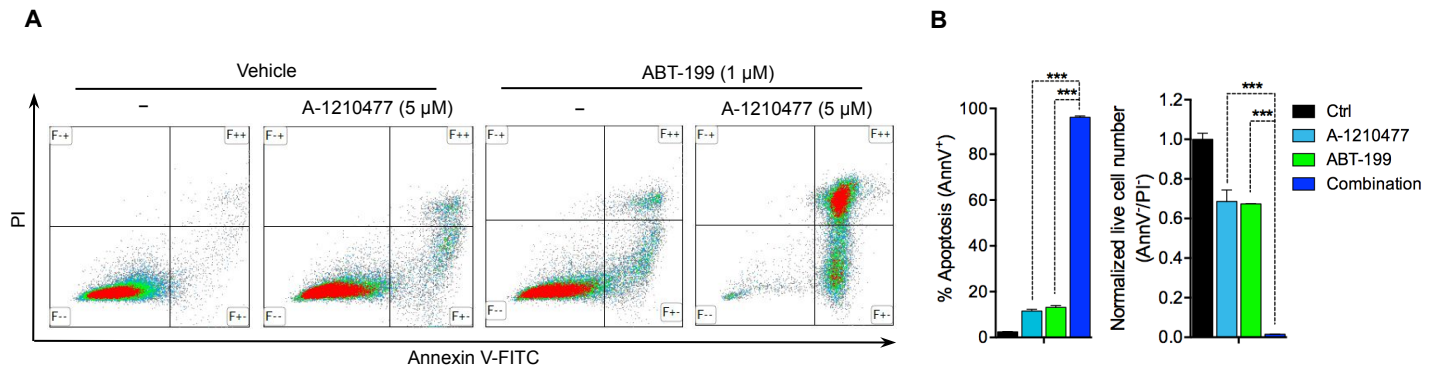 A
B
Vehicle
ABT-199 (1 µM)
–
A-1210477 (5 µM)
–
A-1210477 (5 µM)
F-+
F++
F--
F+-
F-+
F++
F--
F+-
F-+
F++
F--
F+-
F-+
F++
F--
F+-
PI
Annexin V-FITC
% Apoptosis (AnnV⁺)
100
80
60
40
20
0
***
***
Normalized live cell number
(AnnV⁻/PI⁻)
1.2
1.0
0.8
0.6
0.4
0.2
0.0
***
***
Ctrl
A-1210477
ABT-199
Combination